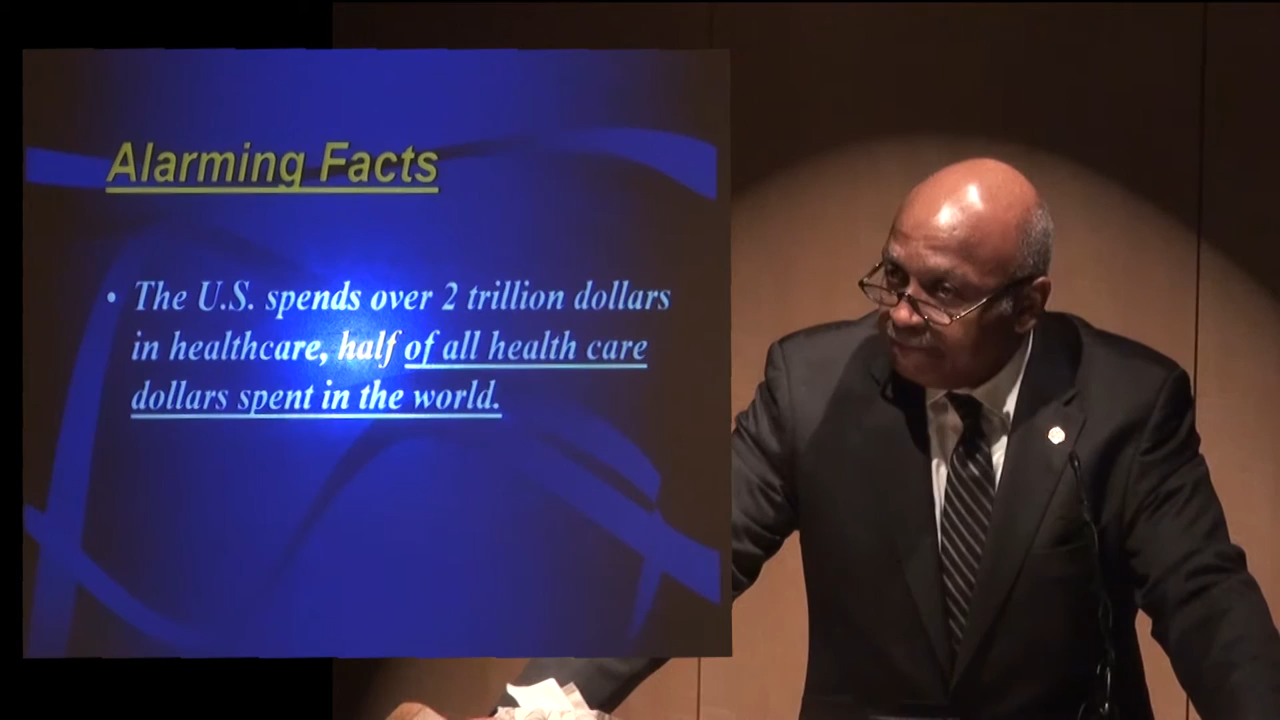 Alarming Facts
• The U.S. spends over 2 trillion dollars
in healthcare, half of all health care
dollars spent in the world.